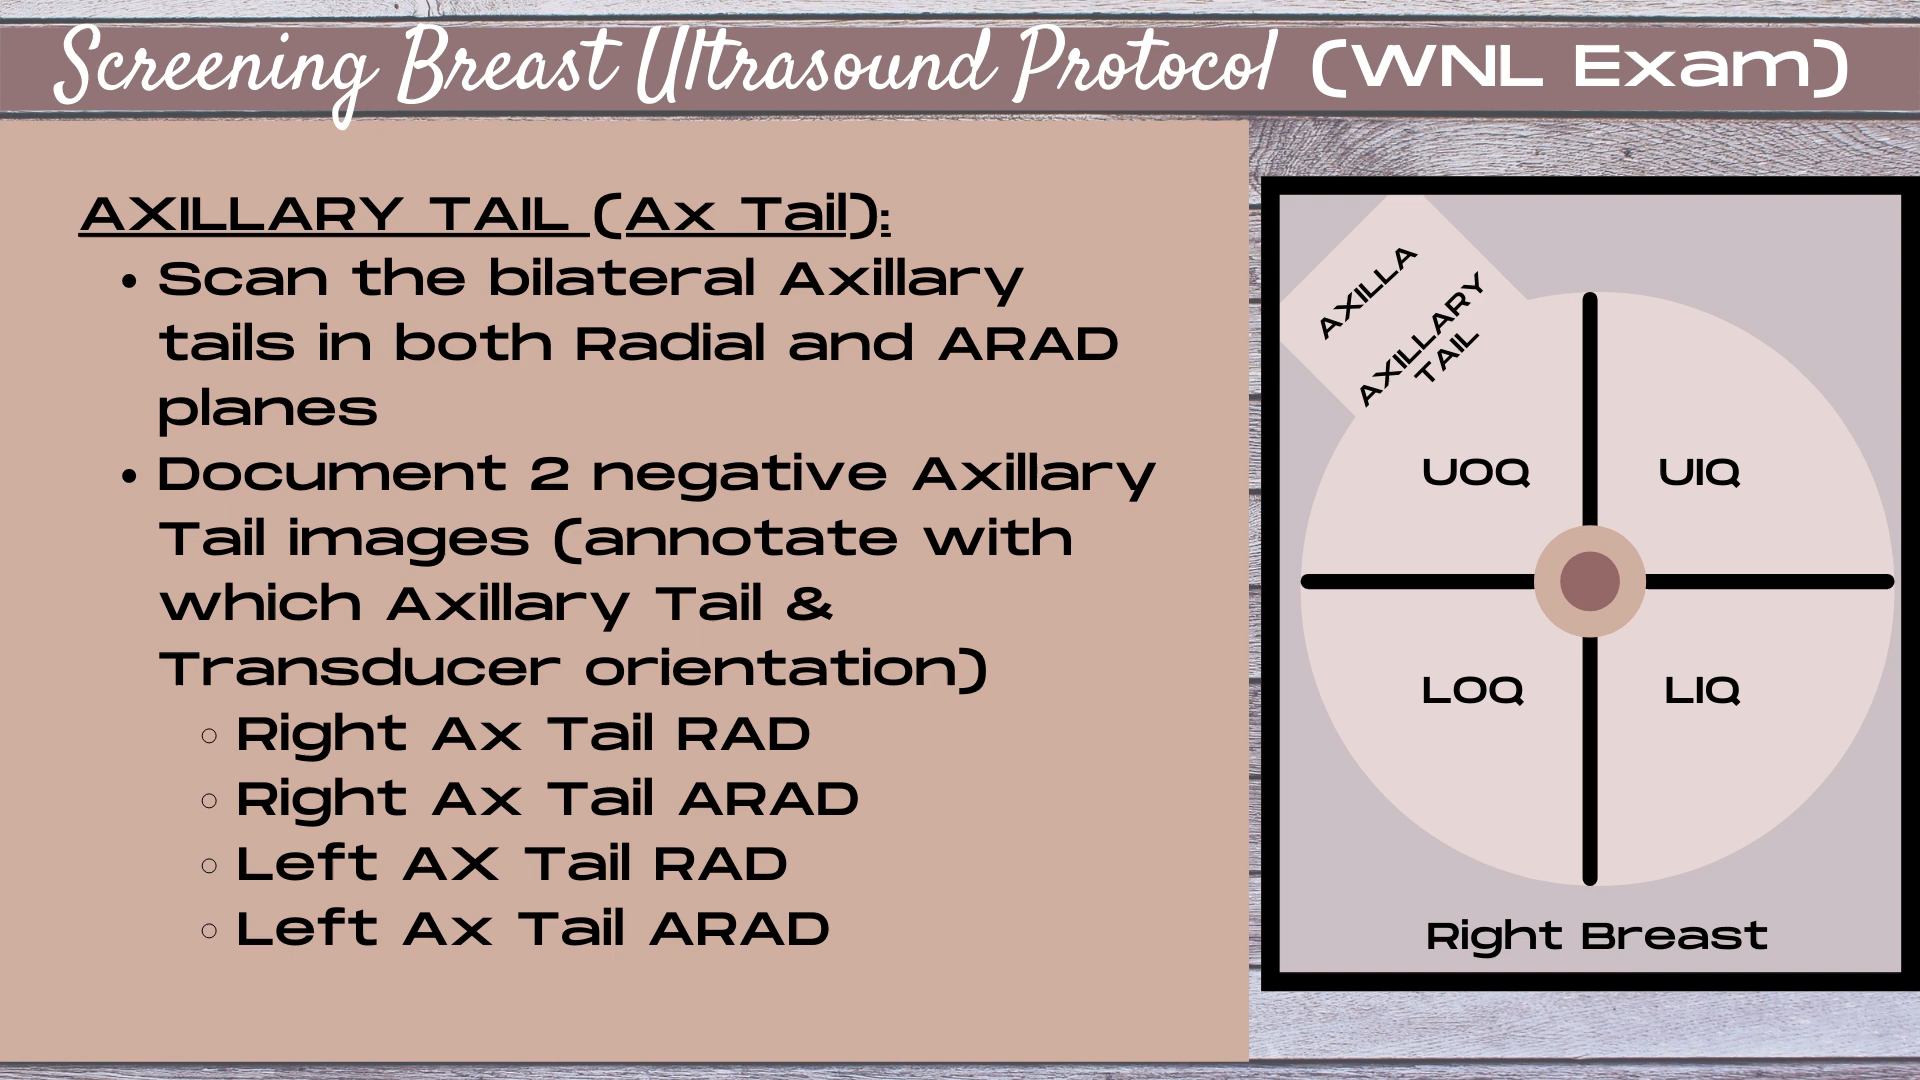 Screening Breast Ultrasound Protocol (WNL Exam)
AXILLARY TAIL (Ax Tail):
• Scan the bilateral Axillary
tails in both Radial and ARAD
planes
• Document 2 negative Axillary
Tail images (annotate with
which Axillary Tail &
Transducer orientation)
◦ Right Ax Tail RAD
◦ Right Ax Tail ARAD
◦ Left AX Tail RAD
◦ Left Ax Tail ARAD
AXILLA
AXILLARY
TAIL
UOQ
UIQ
LOQ
LIQ
Right Breast